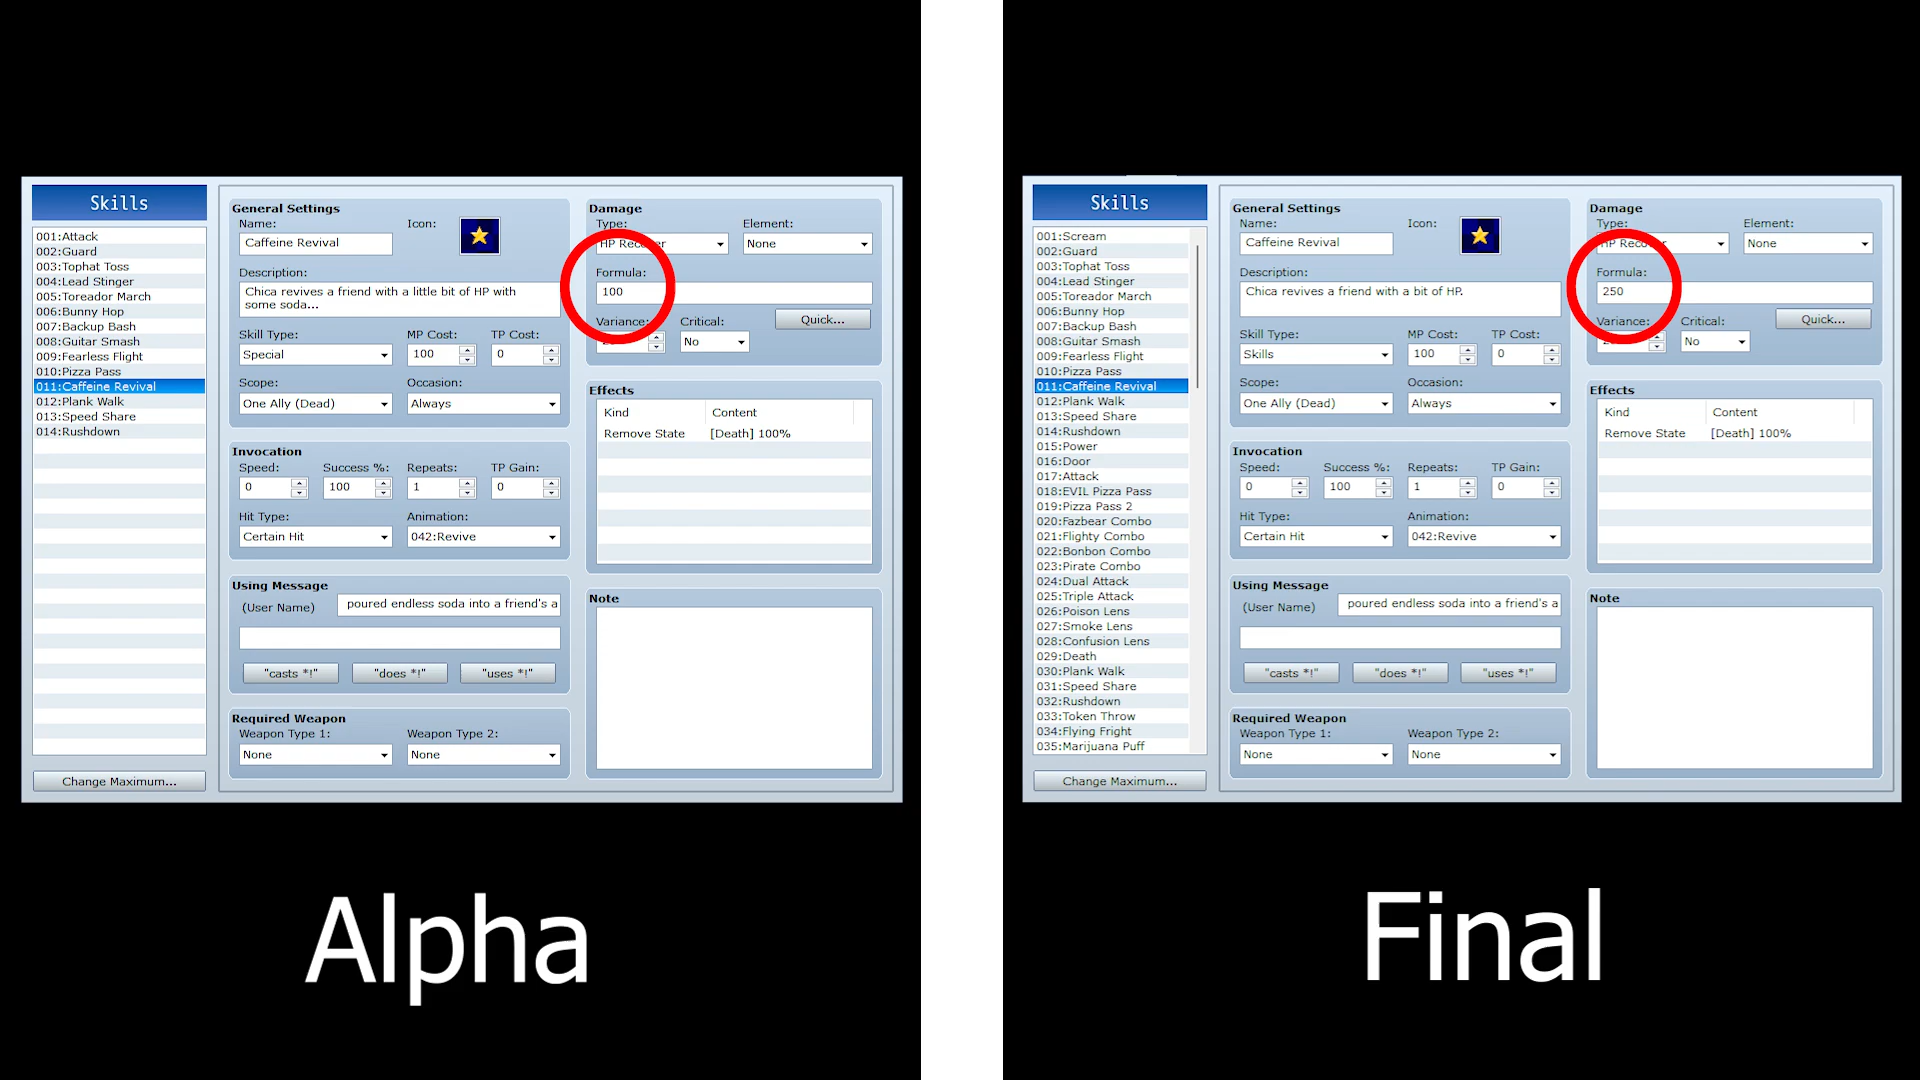 Skills
001:Attack
002:Guard
003:Tophat Toss
004:Lead Stinger
005:Toreador March
006:Bunny Hop
007:Backup Bash
008:Guitar Smash
009:Fearless Flight
010:Pizza Pass
011:Caffeine Revival
012:Plank Walk
013:Speed Share
014:Rushdown
Change Maximum...
General Settings
Name:
Icon:
Caffeine Revival
Description:
Chica revives a friend with a little bit of HP with
some soda...
Skill Type:
MP Cost:
TP Cost:
Special
100
0
Scope:
Occasion:
One Ally (Dead)
Always
Invocation
Speed:
Success %:
Repeats:
TP Gain:
0
100
1
0
Hit Type:
Animation:
Certain Hit
042:Revive
Using Message
(User Name)
poured endless soda into a friend's a
"casts *!"
"does *!"
"uses *!"
Required Weapon
Weapon Type 1:
Weapon Type 2:
None
None
Damage
Type:
Element:
HP Recover
None
Formula:
100
Variance:
Critical:
Quick...
No
Effects
Kind
Content
Remove State
[Death] 100%
Note
Alpha
Skills
001:Scream
002:Guard
003:Tophat Toss
004:Lead Stinger
005:Toreador March
006:Bunny Hop
007:Backup Bash
008:Guitar Smash
009:Fearless Flight
010:Pizza Pass
011:Caffeine Revival
012:Plank Walk
013:Speed Share
014:Rushdown
015:Power
016:Door
017:Attack
018:EVIL Pizza Pass
019:Pizza Pass 2
020:Fazbear Combo
021:Flighty Combo
022:Bonbon Combo
023:Pirate Combo
024:Dual Attack
025:Triple Attack
026:Poison Lens
027:Smoke Lens
028:Confusion Lens
029:Death
030:Plank Walk
031:Speed Share
032:Rushdown
033:Token Throw
034:Flying Fright
035:Marijuana Puff
Change Maximum...
General Settings
Name:
Icon:
Caffeine Revival
Description:
Chica revives a friend with a bit of HP.
Skill Type:
MP Cost:
TP Cost:
Skills
100
0
Scope:
Occasion:
One Ally (Dead)
Always
Invocation
Speed:
Success %:
Repeats:
TP Gain:
0
100
1
0
Hit Type:
Animation:
Certain Hit
042:Revive
Using Message
(User Name)
poured endless soda into a friend's a
"casts *!"
"does *!"
"uses *!"
Required Weapon
Weapon Type 1:
Weapon Type 2:
None
None
Damage
Type:
Element:
HP Recover
None
Formula:
250
Variance:
Critical:
Quick...
No
Effects
Kind
Content
Remove State
[Death] 100%
Note
Final